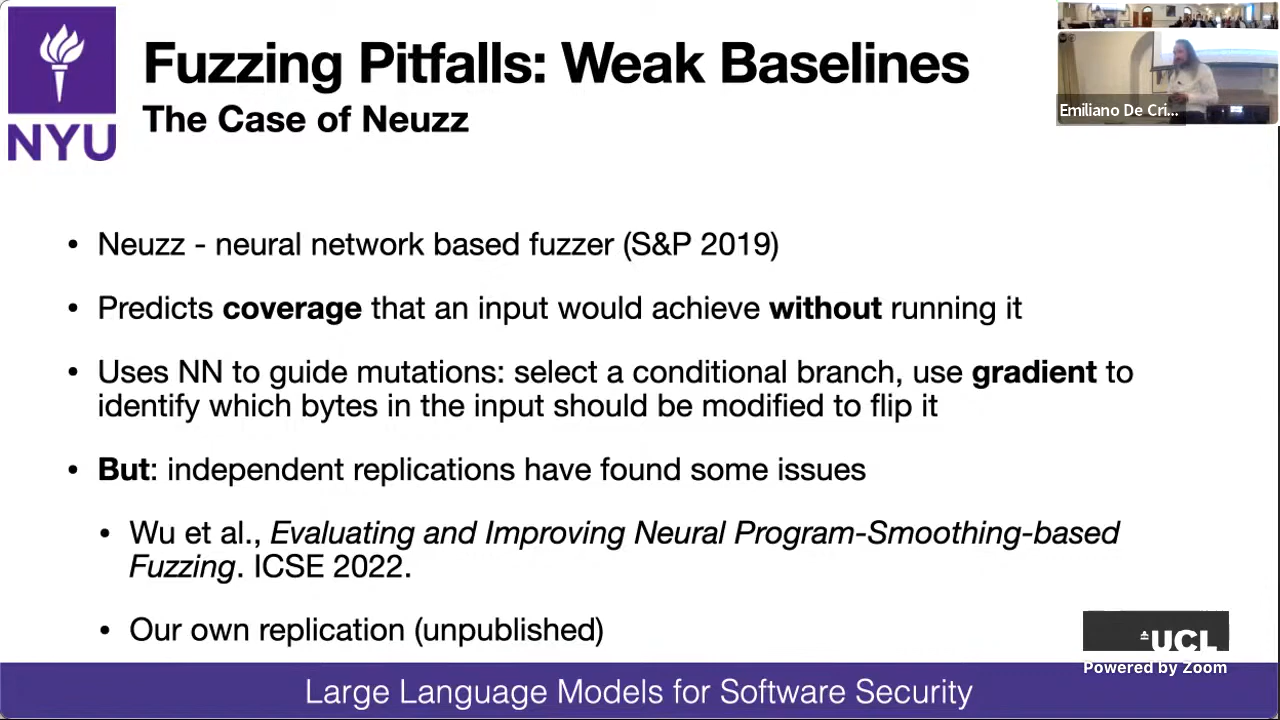 Fuzzing Pitfalls: Weak Baselines
The Case of Neuzz
NYU
Emiliano De Cri...
• Neuzz - neural network based fuzzer (S&P 2019)
• Predicts coverage that an input would achieve without running it
• Uses NN to guide mutations: select a conditional branch, use gradient to
identify which bytes in the input should be modified to flip it
• But: independent replications have found some issues
• Wu et al., Evaluating and Improving Neural Program-Smoothing-based
Fuzzing. ICSE 2022.
• Our own replication (unpublished)
UCL
Powered by Zoom
Large Language Models for Software Security